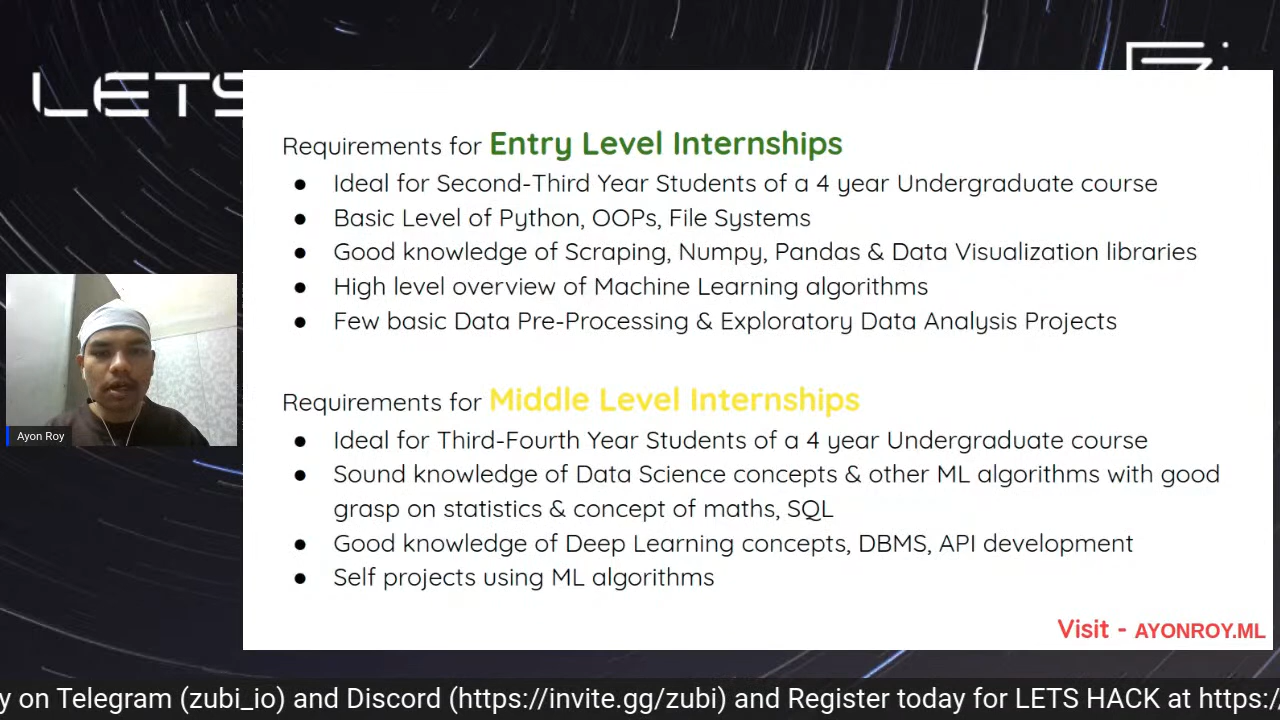 LETS
Requirements for Entry Level Internships
● Ideal for Second-Third Year Students of a 4 year Undergraduate course
● Basic Level of Python, OOPs, File Systems
● Good knowledge of Scraping, Numpy, Pandas & Data Visualization libraries
● High level overview of Machine Learning algorithms
● Few basic Data Pre-Processing & Exploratory Data Analysis Projects
Requirements for Middle Level Internships
● Ideal for Third-Fourth Year Students of a 4 year Undergraduate course
● Sound knowledge of Data Science concepts & other ML algorithms with good
grasp on statistics & concept of maths, SQL
● Good knowledge of Deep Learning concepts, DBMS, API development
● Self projects using ML algorithms
Ayon Roy
Visit - AYONROY.ML
y on Telegram (zubi_io) and Discord (https://invite.gg/zubi) and Register today for LETS HACK at https:/